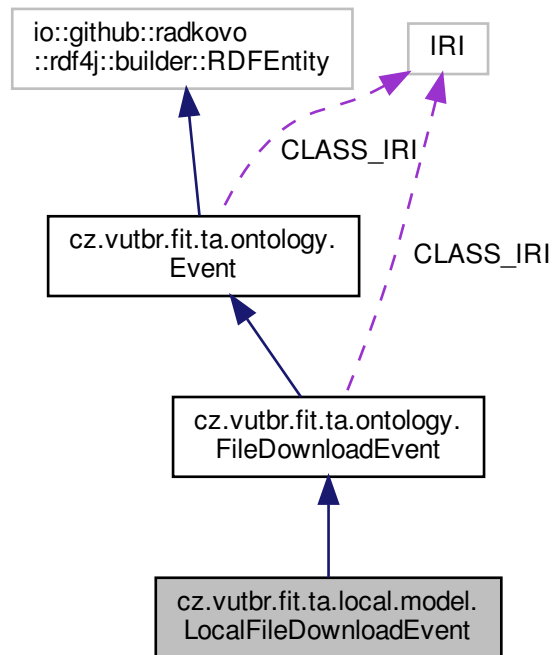 io::github::radkovo
::rdf4j::builder::RDFEntity
IRI
CLASS_IRI
cz.vutbr.fit.ta.ontology.
Event
CLASS_IRI
cz.vutbr.fit.ta.ontology.
FileDownloadEvent
cz.vutbr.fit.ta.local.model.
LocalFileDownloadEvent